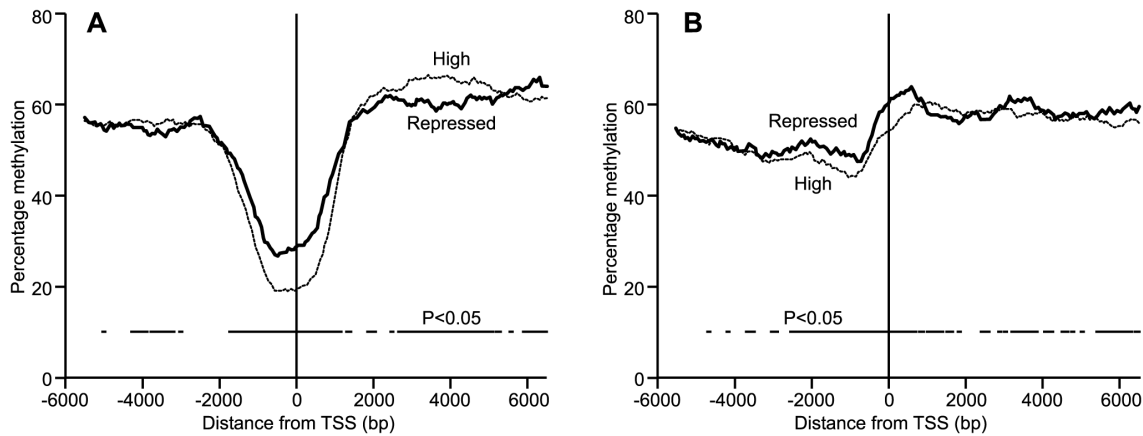 A
80
60
40
20
0
Percentage methylation
High
Repressed
P<0.05
-6000 -4000 -2000 0 2000 4000 6000
Distance from TSS (bp)
B
80
60
40
20
0
Percentage methylation
Repressed
High
P<0.05
-6000 -4000 -2000 0 2000 4000 6000
Distance from TSS (bp)